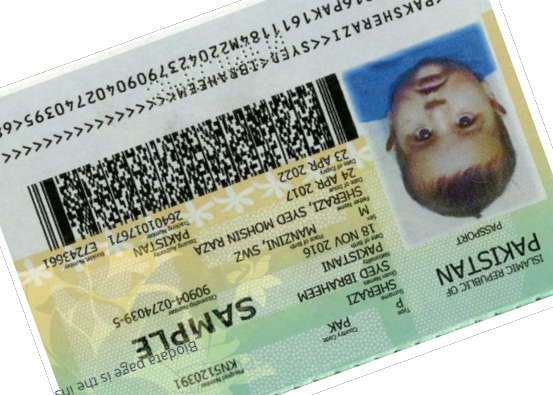 Biodata page is the
ISLAMIC REPUBLIC OF
PAKISTAN
PASSPORT
Type
P
Country Code
PAK
Passport Number
KN5120391
Surname
SHERAZI
Given Names
SYED IBRAHEEM
SAMPLE
Nationality
PAKISTANI
Citizenship Number
90904-0274039-5
Date of Birth
18 NOV 2016
Sex
M
Place of Birth
MANZINI, SWZ
Father Name
SHERAZI, SYED MOHSIN RAZA
Date of Issue
24 APR 2017
Date of Expiry
23 APR 2022
Issuing Authority
PAKISTAN
Tracking Number
2641017671
Booklet Number
E7243661
PAKSHERAZI<<SYED<IBRAHEEM<<<<<<<<<<<<<<
16PAK1611184M22042379090402740395<6